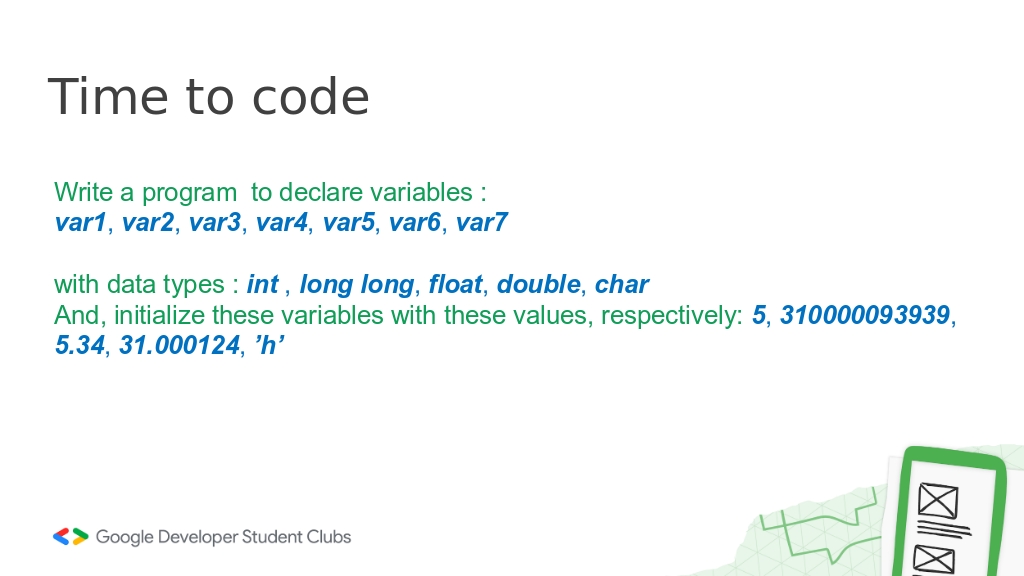 Time to code
Write a program  to declare variables :
var1, var2, var3, var4, var5, var6, var7
with data types : int , long long, float, double, char
And, initialize these variables with these values, respectively: 5, 310000093939,
5.34, 31.000124, ’h’
Google Developer Student Clubs